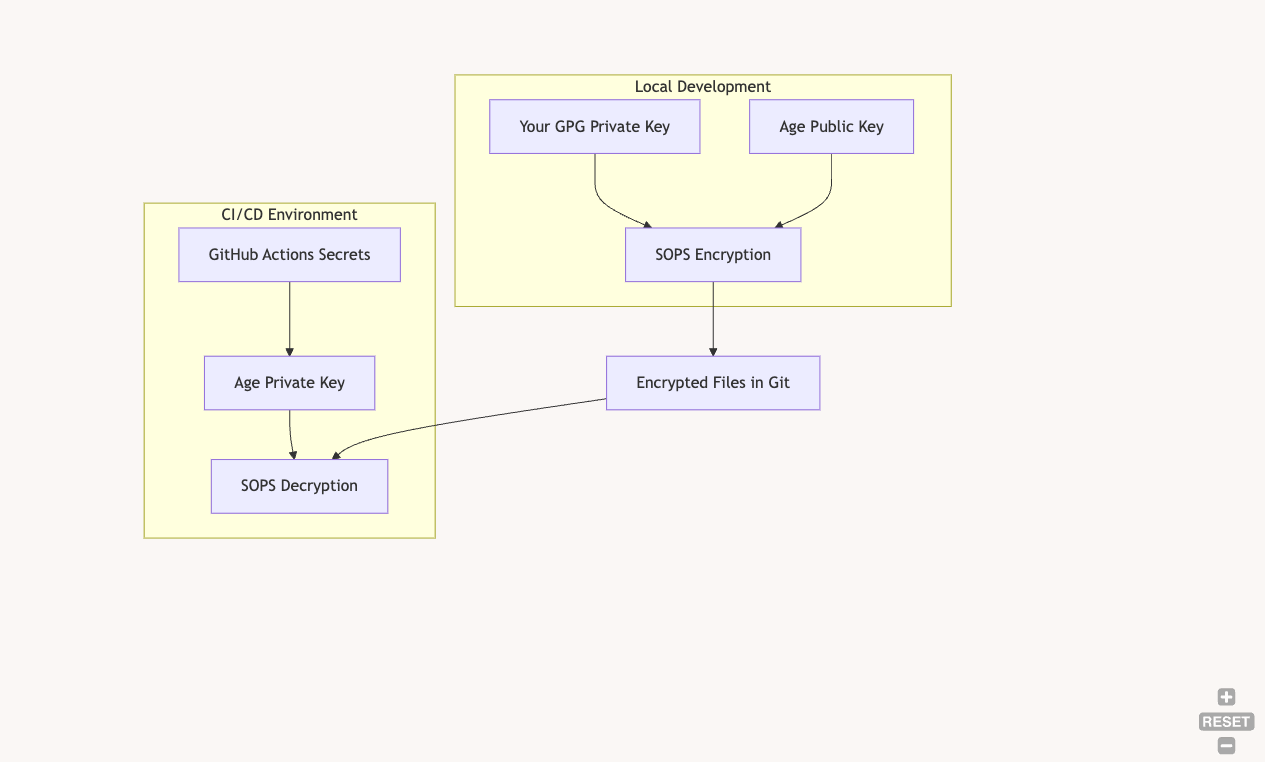 Local Development
Your GPG Private Key
Age Public Key
CI/CD Environment
GitHub Actions Secrets
SOPS Encryption
Age Private Key
Encrypted Files in Git
SOPS Decryption
RESET